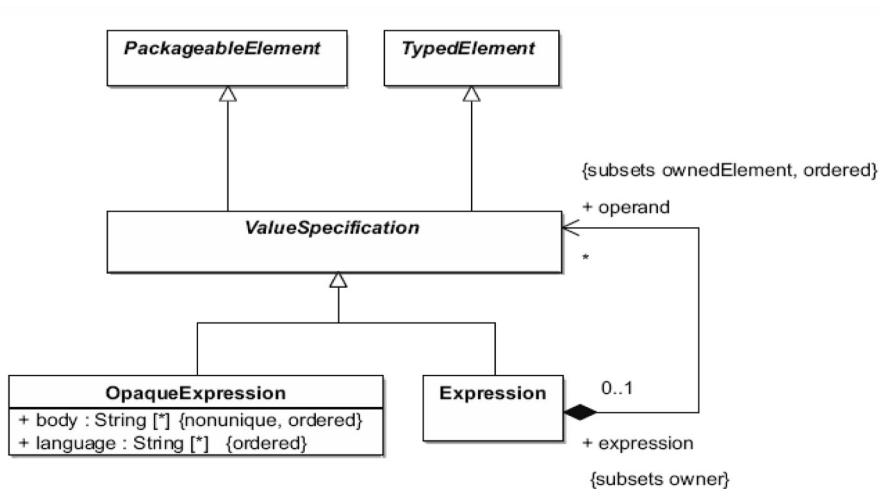 PackageableElement
TypedElement
{subsets ownedElement, ordered}
+ operand
ValueSpecification
*
OpaqueExpression
+ body : String [*] {nonunique, ordered}
+ language : String [*] {ordered}
Expression
0..1
+ expression
{subsets owner}